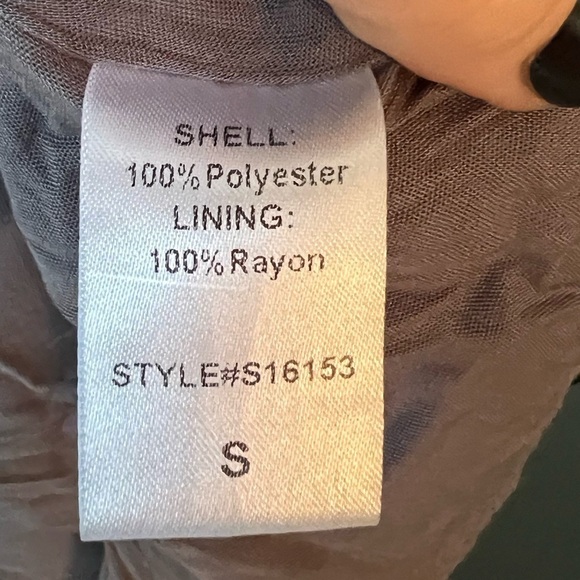 SHELL:
100% Polyester
LINING:
100% Rayon
STYLE#S16153
S